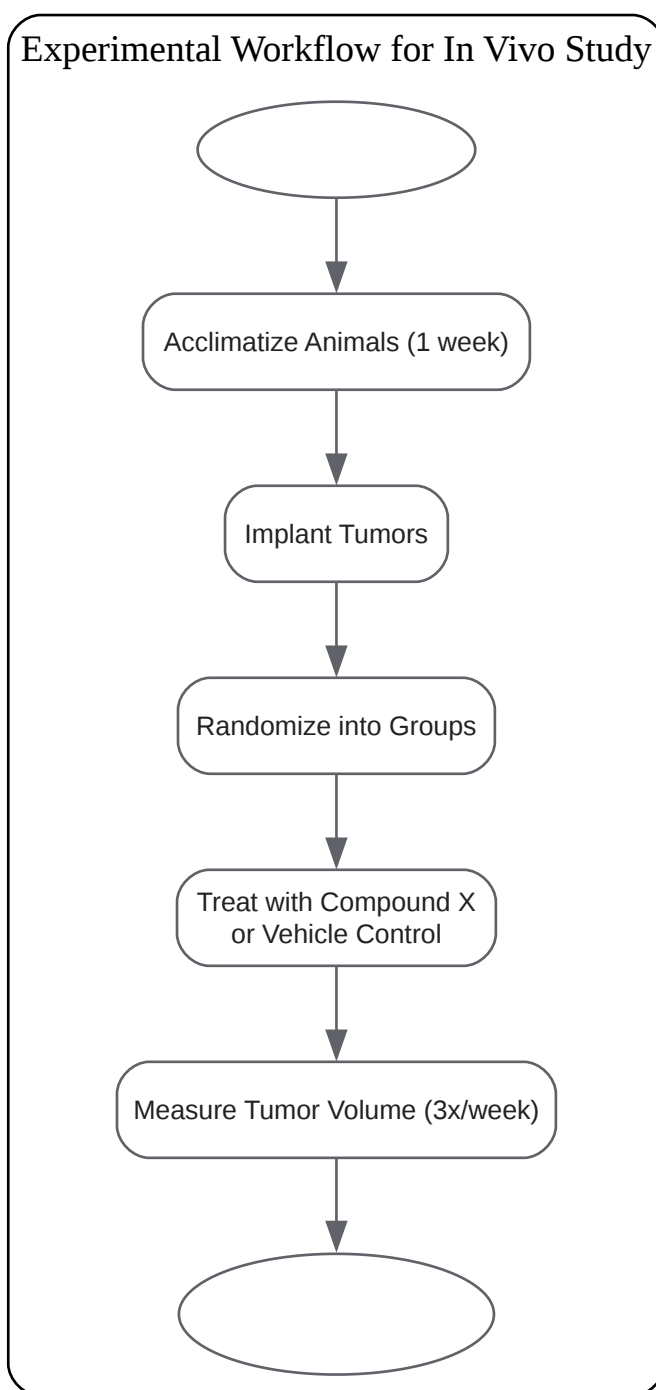 Experimental Workflow for In Vivo Study
Acclimatize Animals (1 week)
Implant Tumors
Randomize into Groups
Treat with Compound X
or Vehicle Control
Measure Tumor Volume (3x/week)